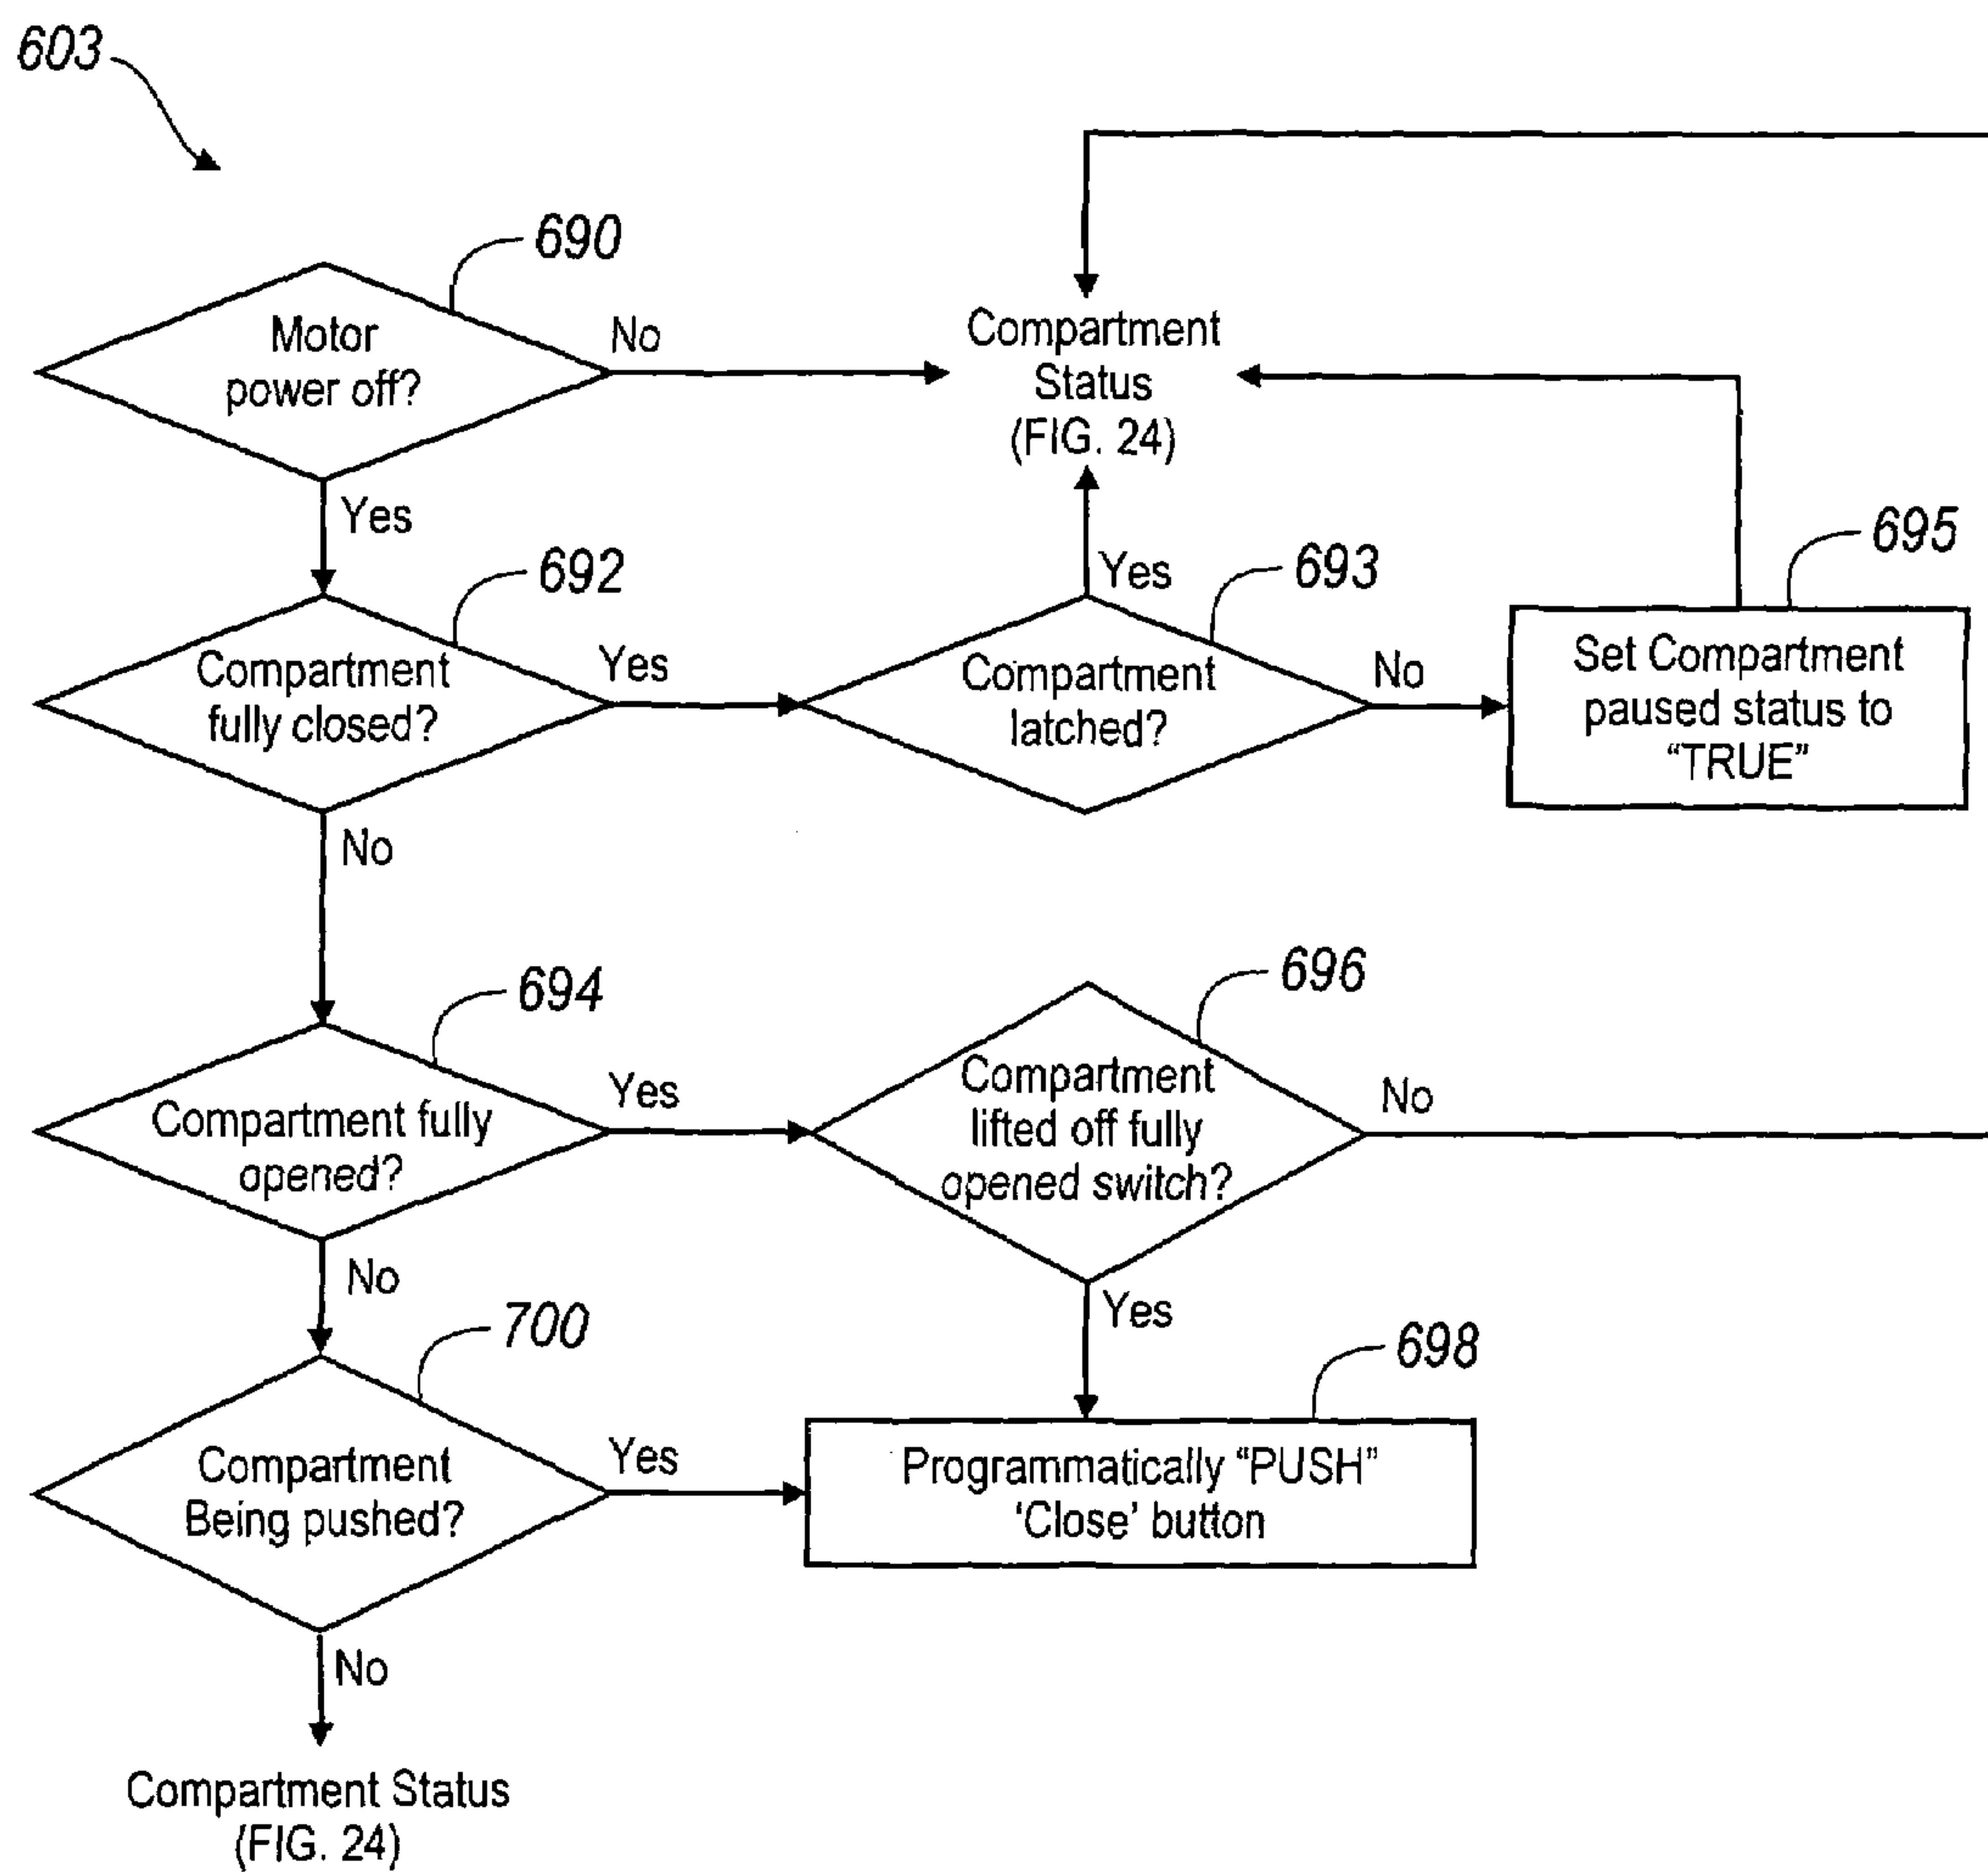 603
690
Motor
power off?
No
Compartment
Status
(FIG. 24)
Yes
692
Compartment
fully closed?
Yes
693
Yes
Compartment
latched?
No
695
Set Compartment
paused status to
“TRUE”
No
694
Compartment fully
opened?
Yes
696
Compartment
lifted off fully
opened switch?
No
No
Yes
700
Compartment
Being pushed?
Yes
698
Programmatically “PUSH”
‘Close’ button
No
Compartment Status
(FIG. 24)